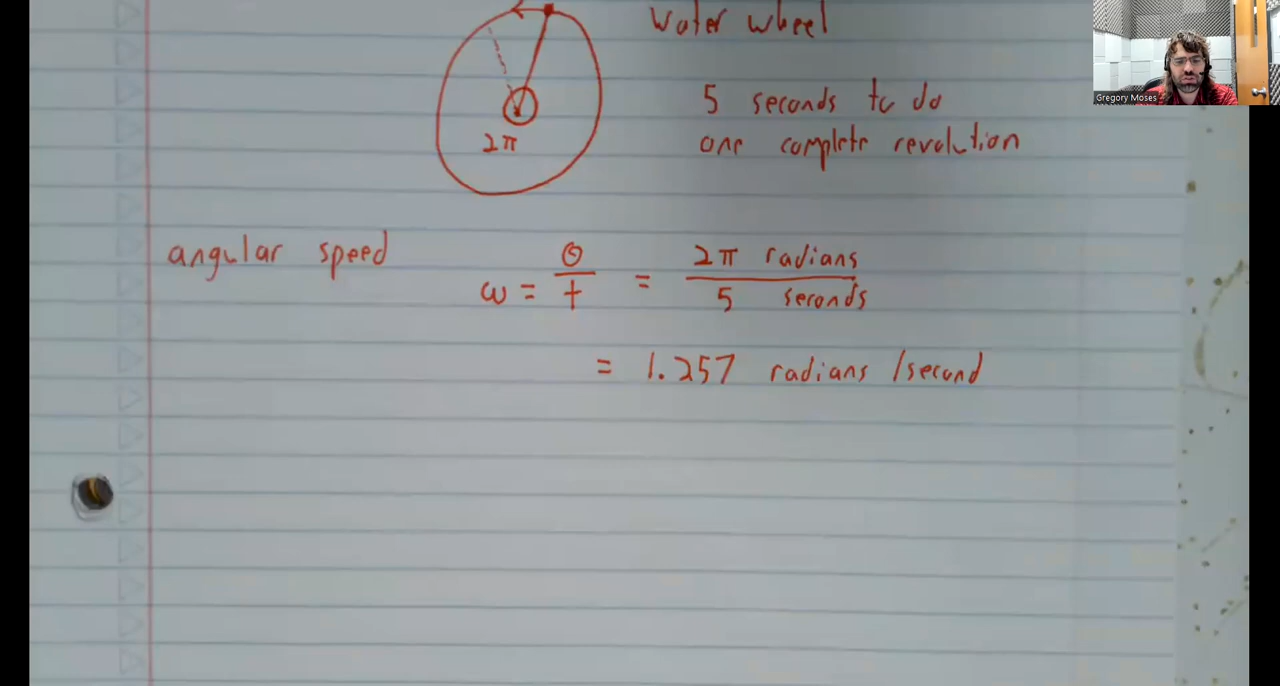 Water wheel
5 seconds to do
one complete revolution
2π
angular speed
ω = θ/t = 2π radians / 5 seconds
= 1.257 radians /second
Gregory Moses